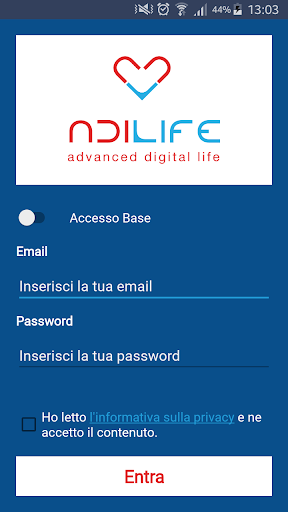 44% 13:03
NDILIFE
advanced digital life
Accesso Base
Email
Inserisci la tua email
Password
Inserisci la tua password
Ho letto l'informativa sulla privacy e ne
accetto il contenuto.
Entra